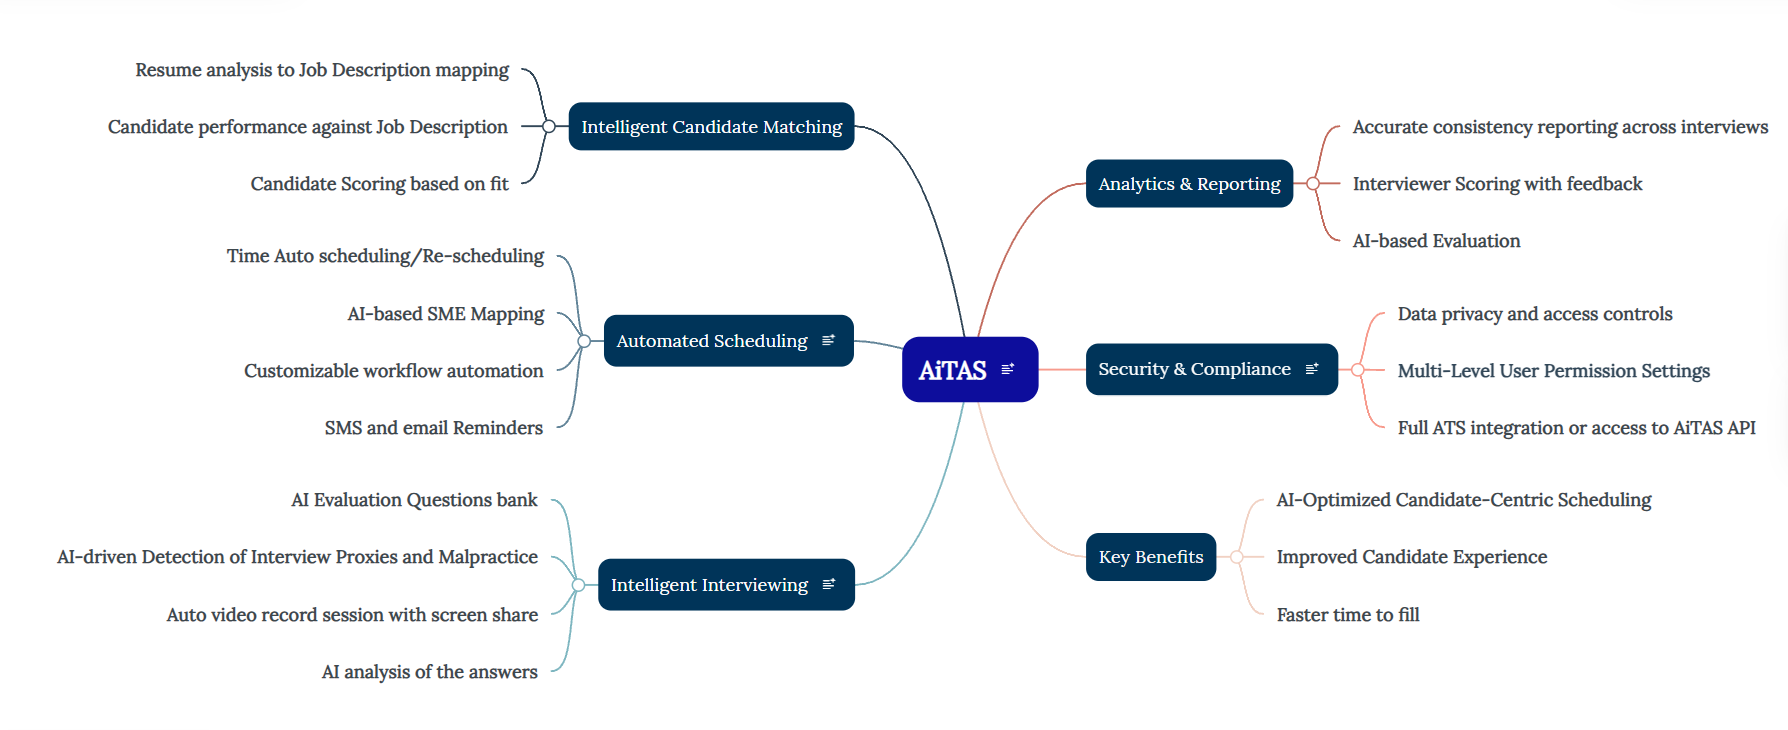 Resume analysis to Job Description mapping
Candidate performance against Job Description
Candidate Scoring based on fit
Intelligent Candidate Matching
Time Auto scheduling/Re-scheduling
AI-based SME Mapping
Customizable workflow automation
SMS and email Reminders
Automated Scheduling
AI Evaluation Questions bank
AI-driven Detection of Interview Proxies and Malpractice
Auto video record session with screen share
AI analysis of the answers
Intelligent Interviewing
AiTAS
Analytics & Reporting
Accurate consistency reporting across interviews
Interviewer Scoring with feedback
AI-based Evaluation
Security & Compliance
Data privacy and access controls
Multi-Level User Permission Settings
Full ATS integration or access to AiTAS API
Key Benefits
AI-Optimized Candidate-Centric Scheduling
Improved Candidate Experience
Faster time to fill